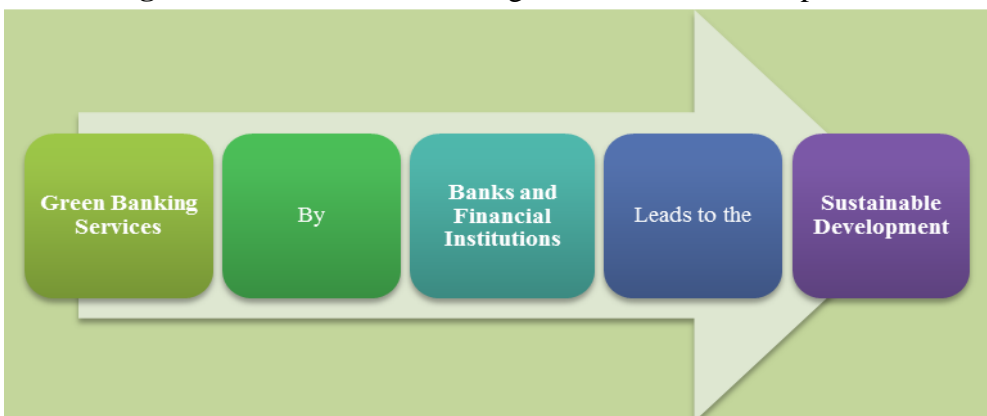 Green Banking
Services
By
Banks and
Financial
Institutions
Leads to the
Sustainable
Development